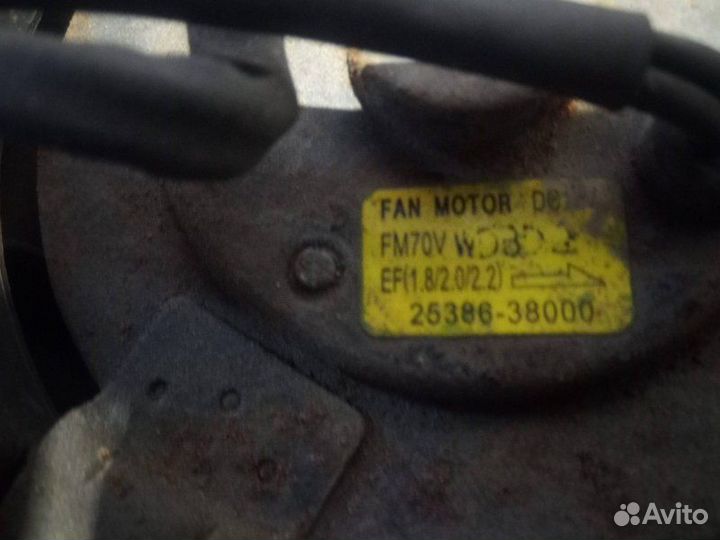 FAN MOTOR
FM70V
EF(1.8/2.0/2.2)
25386-38000
Avito